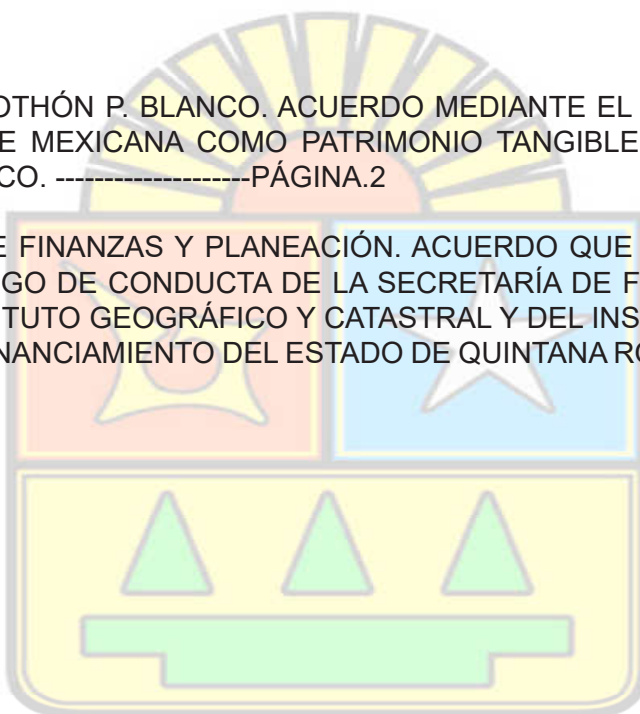 OTHÓN P. BLANCO. ACUERDO MEDIANTE EL
E MEXICANA COMO PATRIMONIO TANGIBLE
CO. --------------------PÁGINA.2
E FINANZAS Y PLANEACIÓN. ACUERDO QUE
GO DE CONDUCTA DE LA SECRETARÍA DE F
TUTO GEOGRÁFICO Y CATASTRAL Y DEL INS
NANCIAMIENTO DEL ESTADO DE QUINTANA RO